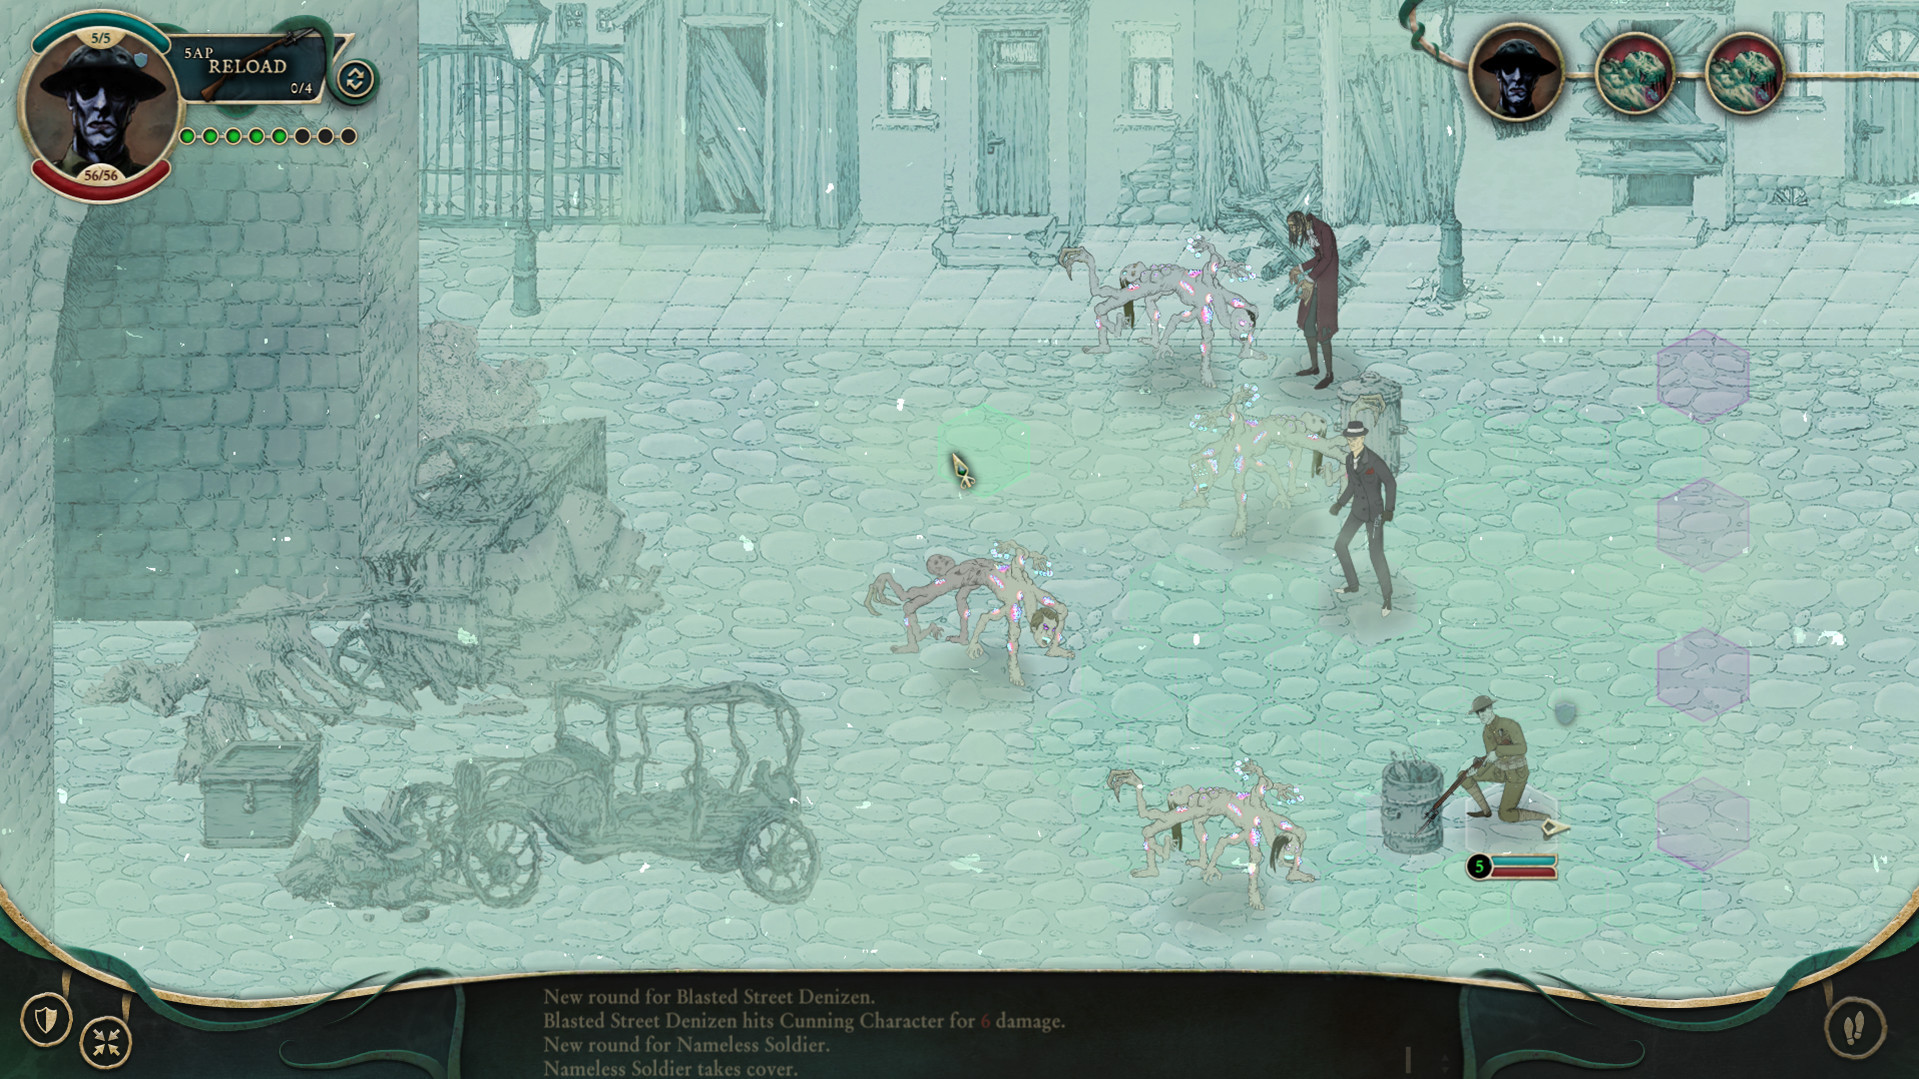 5/5
5AP
RELOAD
0/4
56/56
5
New round for Blasted Street Denizen.
Blasted Street Denizen hits Cunning Character for 6 damage.
New round for Nameless Soldier.
Nameless Soldier takes cover.